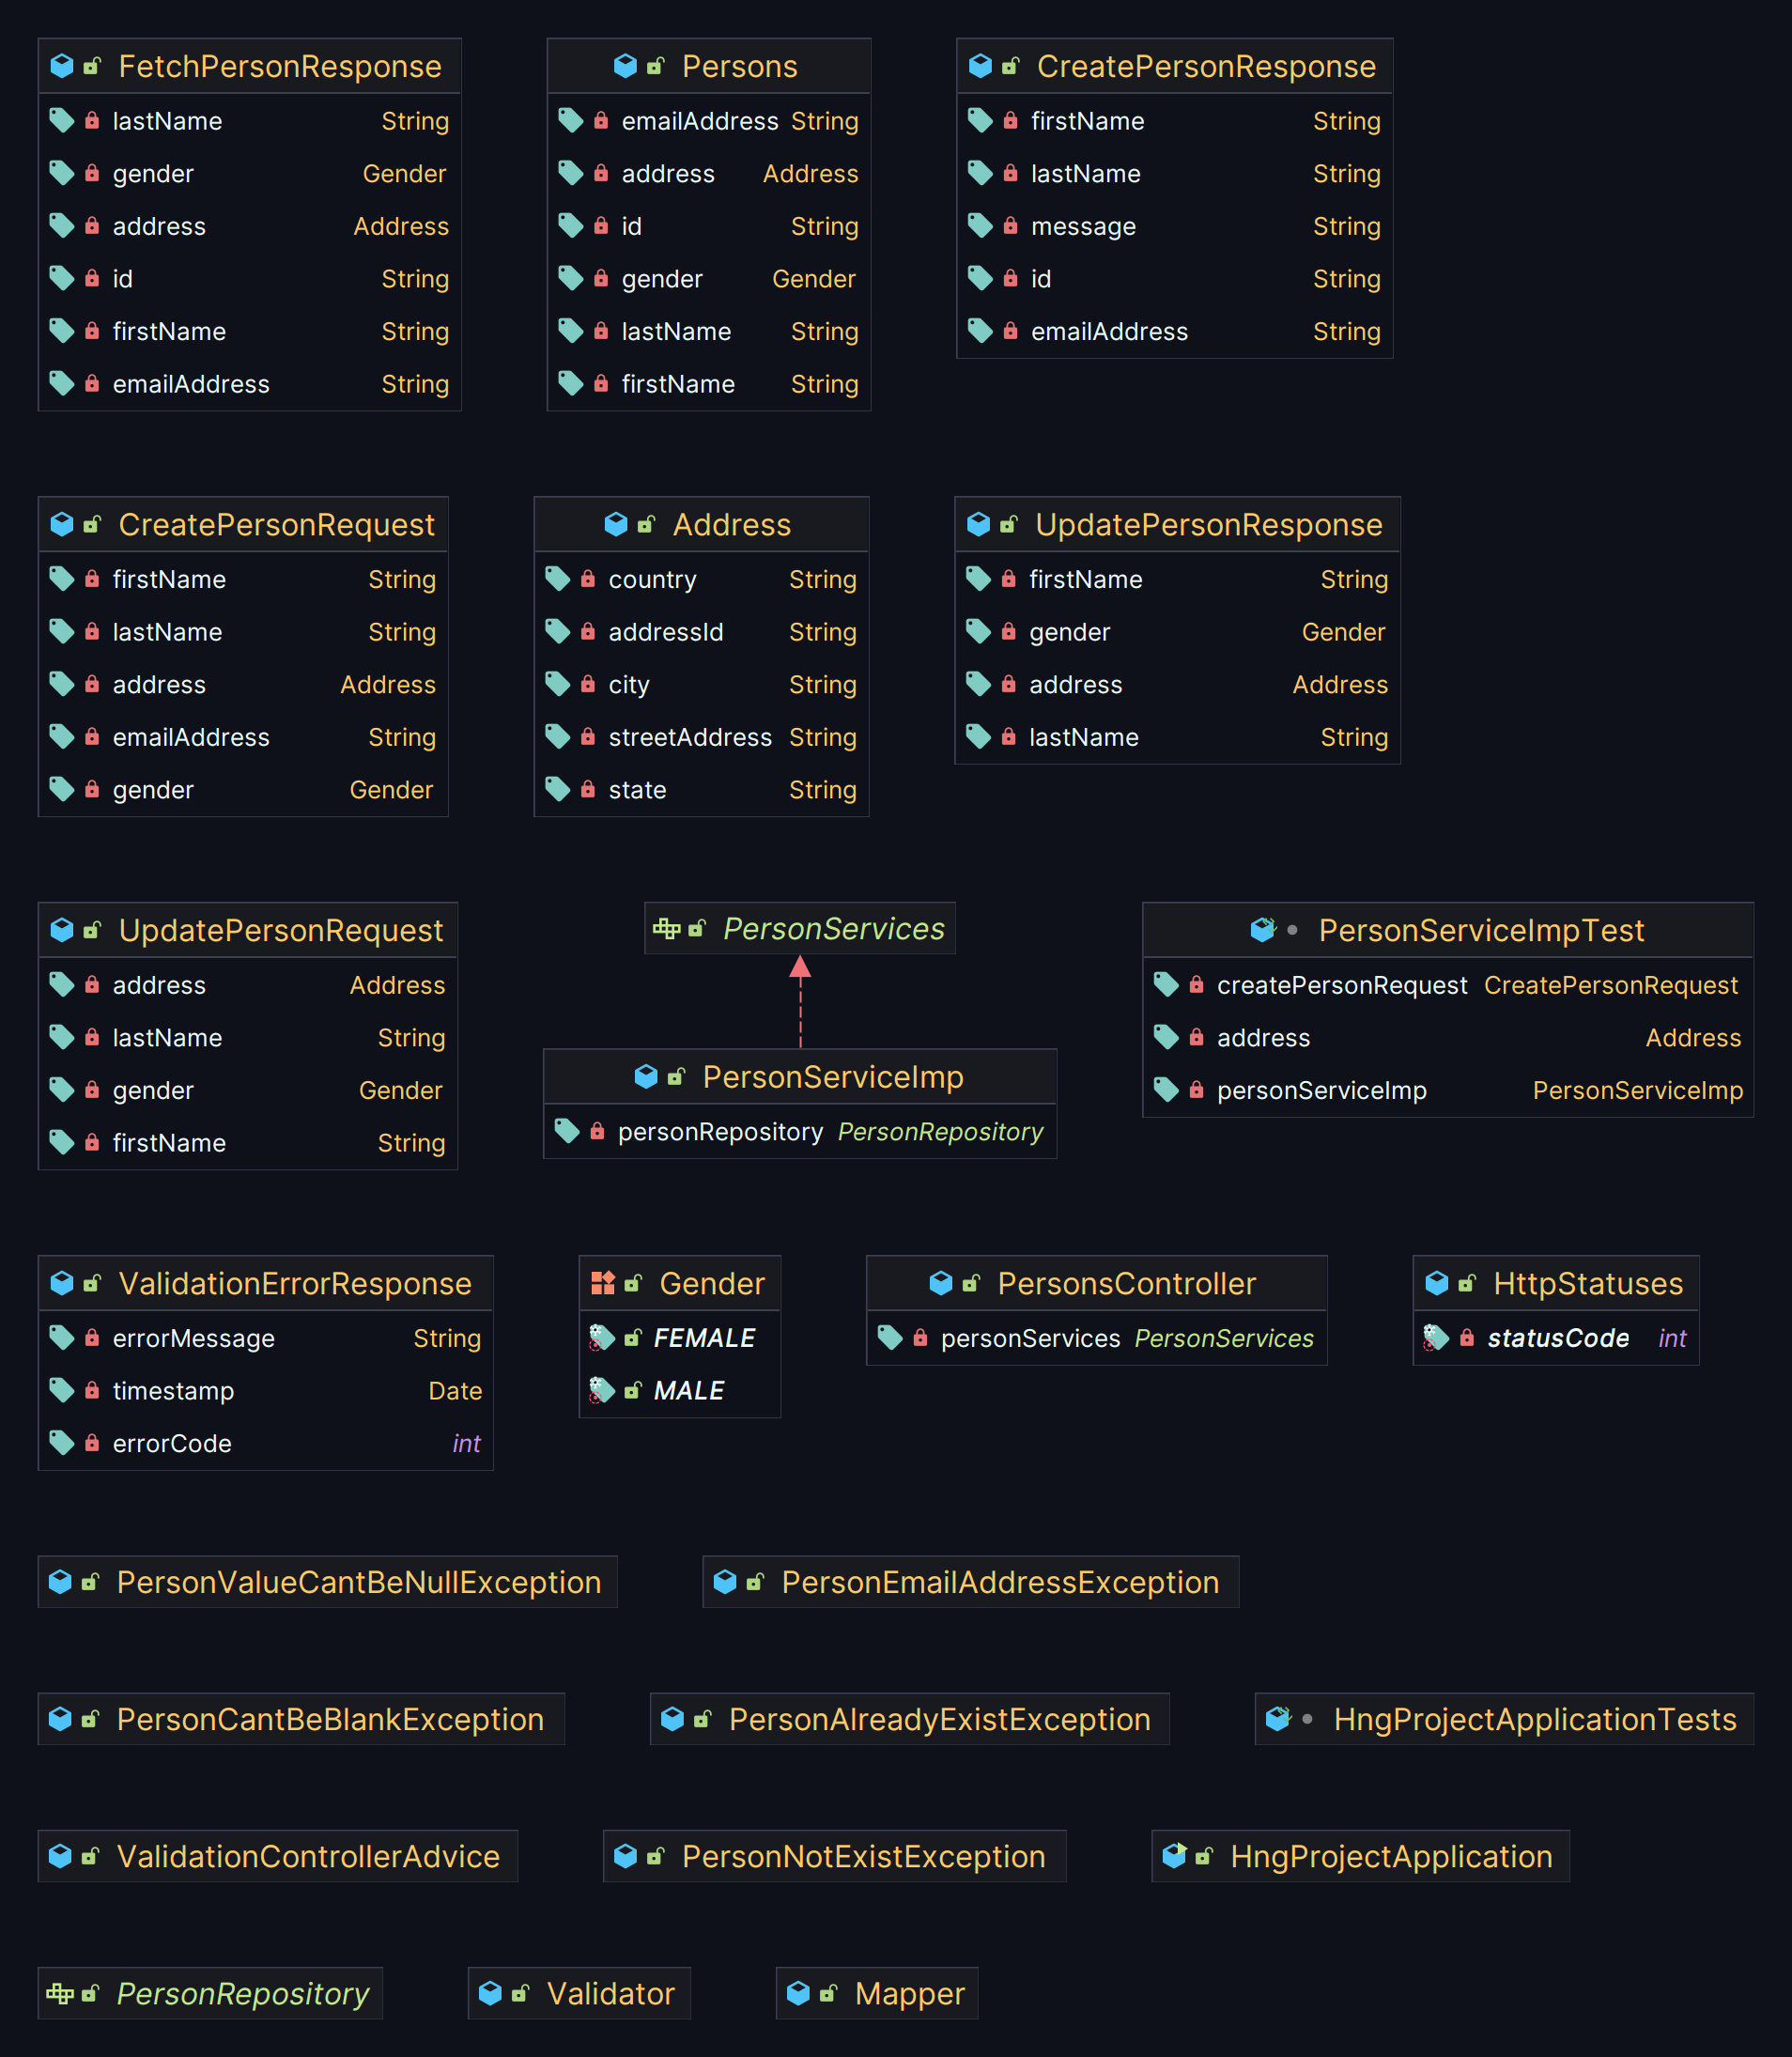 FetchPersonResponse
lastName String
gender Gender
address Address
id String
firstName String
emailAddress String
Persons
emailAddress String
address Address
id String
gender Gender
lastName String
firstName String
CreatePersonResponse
firstName String
lastName String
message String
id String
emailAddress String
CreatePersonRequest
firstName String
lastName String
address Address
emailAddress String
gender Gender
Address
country String
addressId String
city String
streetAddress String
state String
UpdatePersonResponse
firstName String
gender Gender
address Address
lastName String
UpdatePersonRequest
address Address
lastName String
gender Gender
firstName String
PersonServices
PersonServiceImp
personRepository PersonRepository
PersonServiceImpTest
createPersonRequest CreatePersonRequest
address Address
personServiceImp PersonServiceImp
ValidationErrorResponse
errorMessage String
timestamp Date
errorCode int
Gender
FEMALE
MALE
PersonsController
personServices PersonServices
HttpStatuses
statusCode int
PersonValueCantBeNullException
PersonEmailAddressException
PersonCantBeBlankException
PersonAlreadyExistException
HngProjectApplicationTests
ValidationControllerAdvice
PersonNotExistException
HngProjectApplication
PersonRepository
Validator
Mapper